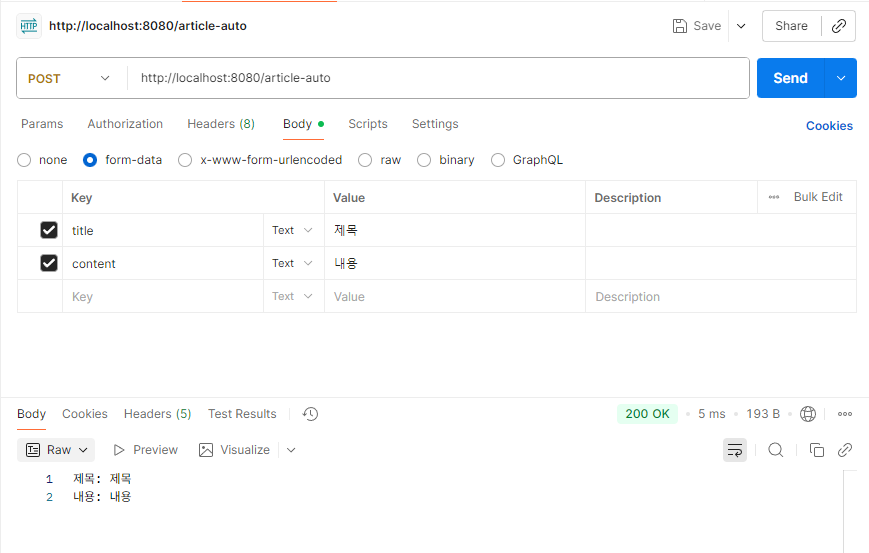 HTTP http://localhost:8080/article-auto Save Share
POST http://localhost:8080/article-auto Send
Params Authorization Headers (8) Body Scripts Settings Cookies
none form-data x-www-form-urlencoded raw binary GraphQL
Key Value Description Bulk Edit
title Text 제목
content Text 내용
Key Text Value Description
Body Cookies Headers (5) Test Results 200 OK 5 ms 193 B
Raw Preview Visualize
1 제목: 제목
2 내용: 내용